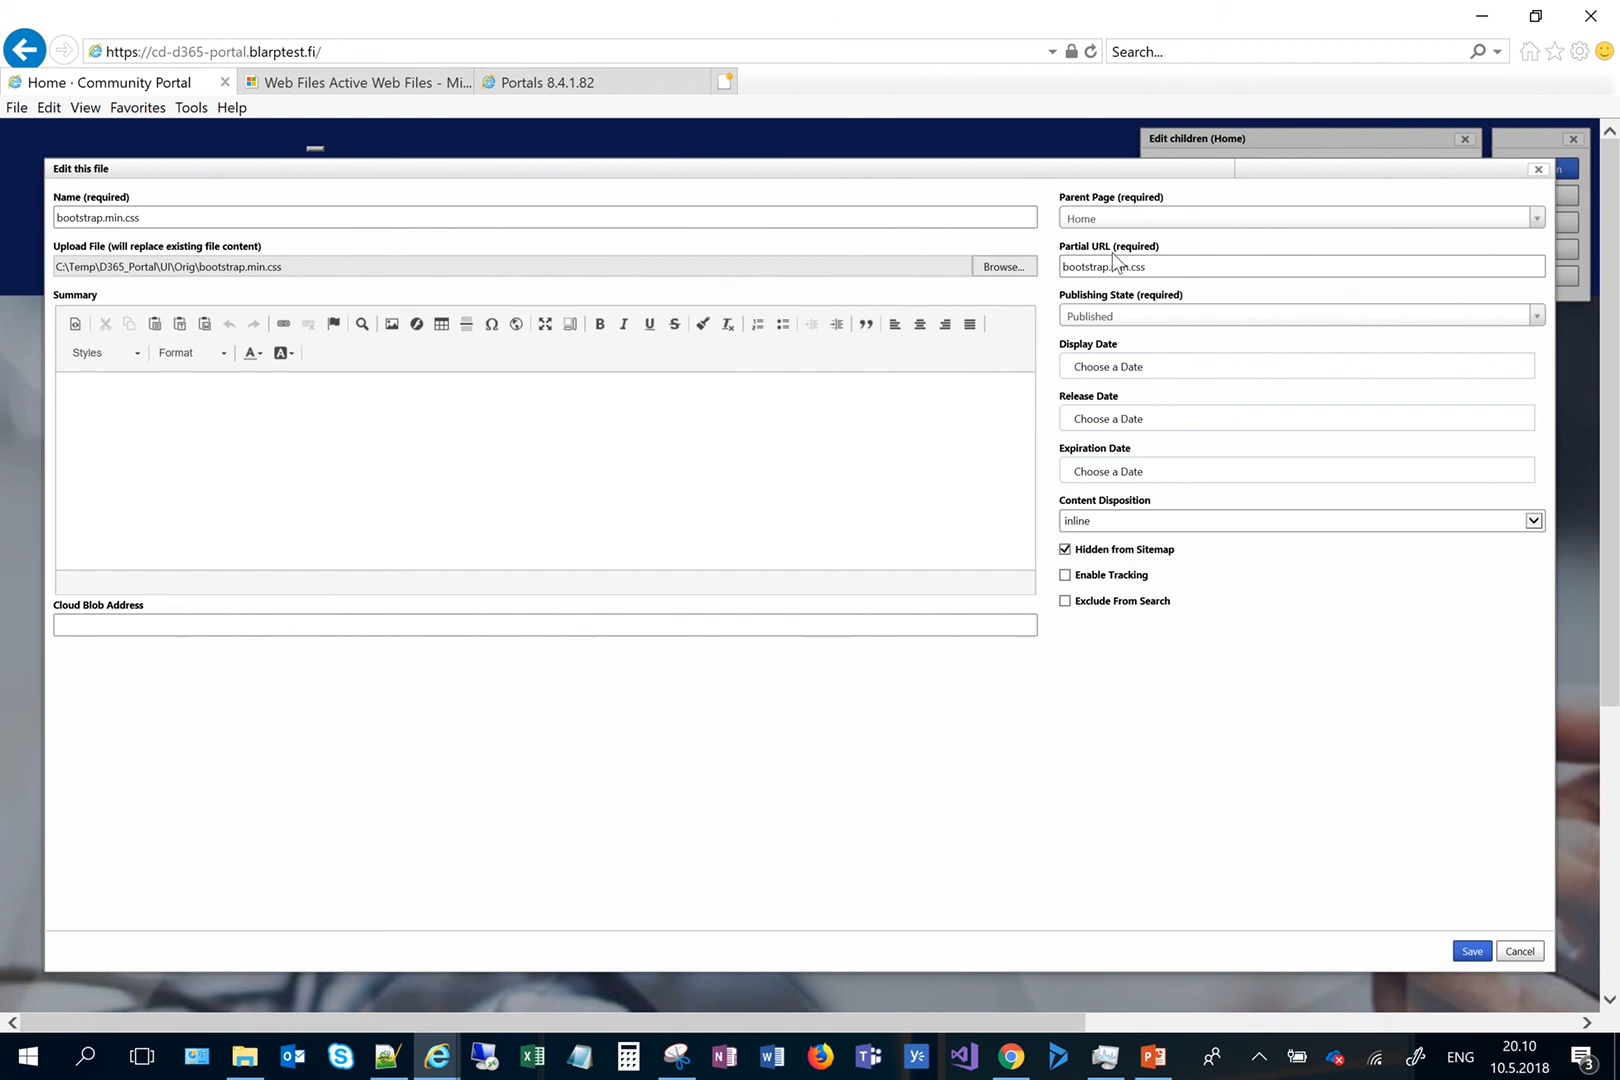 https://cd-d365-portal.blarptest.fi/
Search...
Home · Community Portal
Web Files Active Web Files - Mi...
Portals 8.4.1.82
File Edit View Favorites Tools Help
Edit children (Home)
Edit this file
Name (required)
bootstrap.min.css
Upload File (will replace existing file content)
C:\Temp\D365_Portal\UI\Orig\bootstrap.min.css
Browse...
Summary
B I U S
Styles
Format
A
A
Cloud Blob Address
Parent Page (required)
Home
Partial URL (required)
bootstrap.min.css
Publishing State (required)
Published
Display Date
Choose a Date
Release Date
Choose a Date
Expiration Date
Choose a Date
Content Disposition
inline
Hidden from Sitemap
Enable Tracking
Exclude From Search
Save
Cancel
ENG
20.10
10.5.2018
3